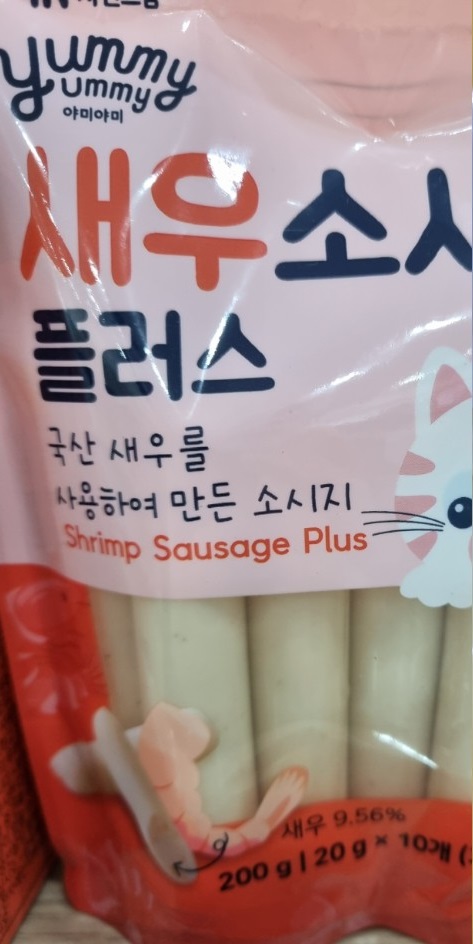 yummy
yummy
야미야미
새우소시
플러스
국산 새우를
사용하여 만든 소시지
Shrimp Sausage Plus
새우 9.56%
200 g | 20 g × 10개 (